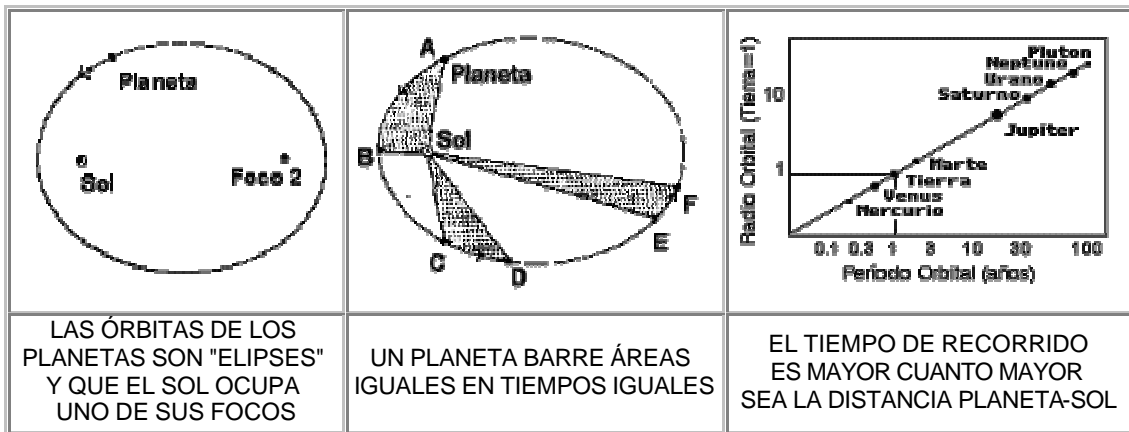 Planeta
Sol
Foco 2
A
Planeta
Sol
B
F
E
C
D
Radio Orbital (Tierra=1)
Pluton
Neptuno
Urano
Saturno
10
Jupiter
Marte
1
Tierra
Venus
Mercurio
0.1 0.3 1 3 10 30 100
Período Orbital (años)
LAS ÓRBITAS DE LOS
PLANETAS SON "ELIPSES"
Y QUE EL SOL OCUPA
UNO DE SUS FOCOS
UN PLANETA BARRE ÁREAS
IGUALES EN TIEMPOS IGUALES
EL TIEMPO DE RECORRIDO
ES MAYOR CUANTO MAYOR
SEA LA DISTANCIA PLANETA-SOL